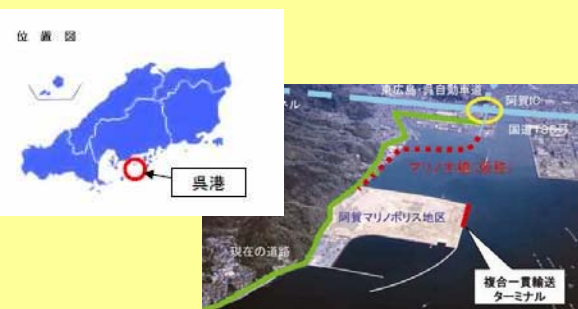 位置図
呉港
東広島・呉自動車道
阿賀IC
国道185号
マリノ大橋（仮称）
阿賀マリノポリス地区
現在の道路
複合一貫輸送
ターミナル